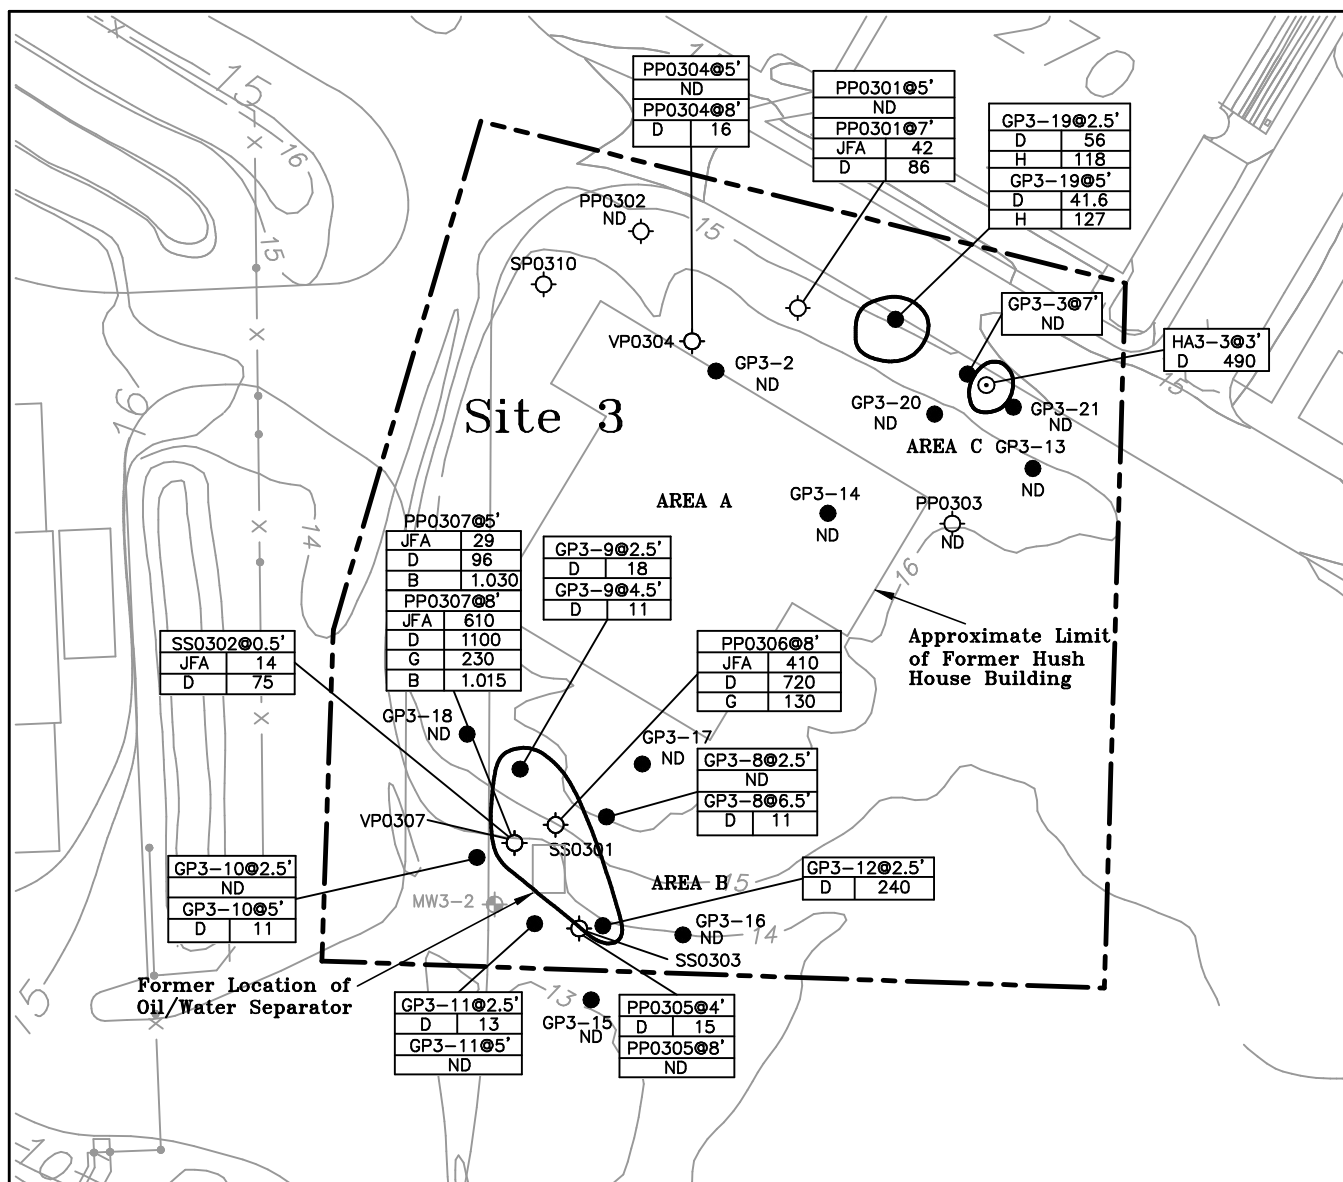 15
16
15
PP0304@5'
ND
PP0304@8'
D 16
PP0301@5'
ND
PP0301@7'
JFA 42
D 86
GP3-19@2.5'
D 56
H 118
GP3-19@5'
D 41.6
H 127
PP0302
ND
15
SP0310
GP3-3@7'
ND
HA3-3@3'
D 490
VP0304
GP3-2
ND
15
Site 3
16
GP3-20
ND
GP3-21
ND
AREA C
GP3-13
ND
AREA A
GP3-14
ND
PP0303
ND
14
16
PP0307@5'
JFA 29
D 96
B 1.030
PP0307@8'
JFA 610
D 1100
G 230
B 1.015
GP3-9@2.5'
D 18
GP3-9@4.5'
D 11
SS0302@0.5'
JFA 14
D 75
PP0306@8'
JFA 410
D 720
G 130
Approximate Limit
of Former Hush
House Building
GP3-18
ND
GP3-17
ND
GP3-8@2.5'
ND
GP3-8@6.5'
D 11
VP0307
SS0301
GP3-10@2.5'
ND
GP3-10@5'
D 11
AREA B
15
GP3-12@2.5'
D 240
MW3-2
GP3-16
ND
14
SS0303
Former Location of
Oil/Water Separator
15
13
GP3-11@2.5'
D 13
GP3-11@5'
ND
GP3-15
ND
PP0305@4'
D 15
PP0305@8'
ND
10
X
X
X
X
X
X
X